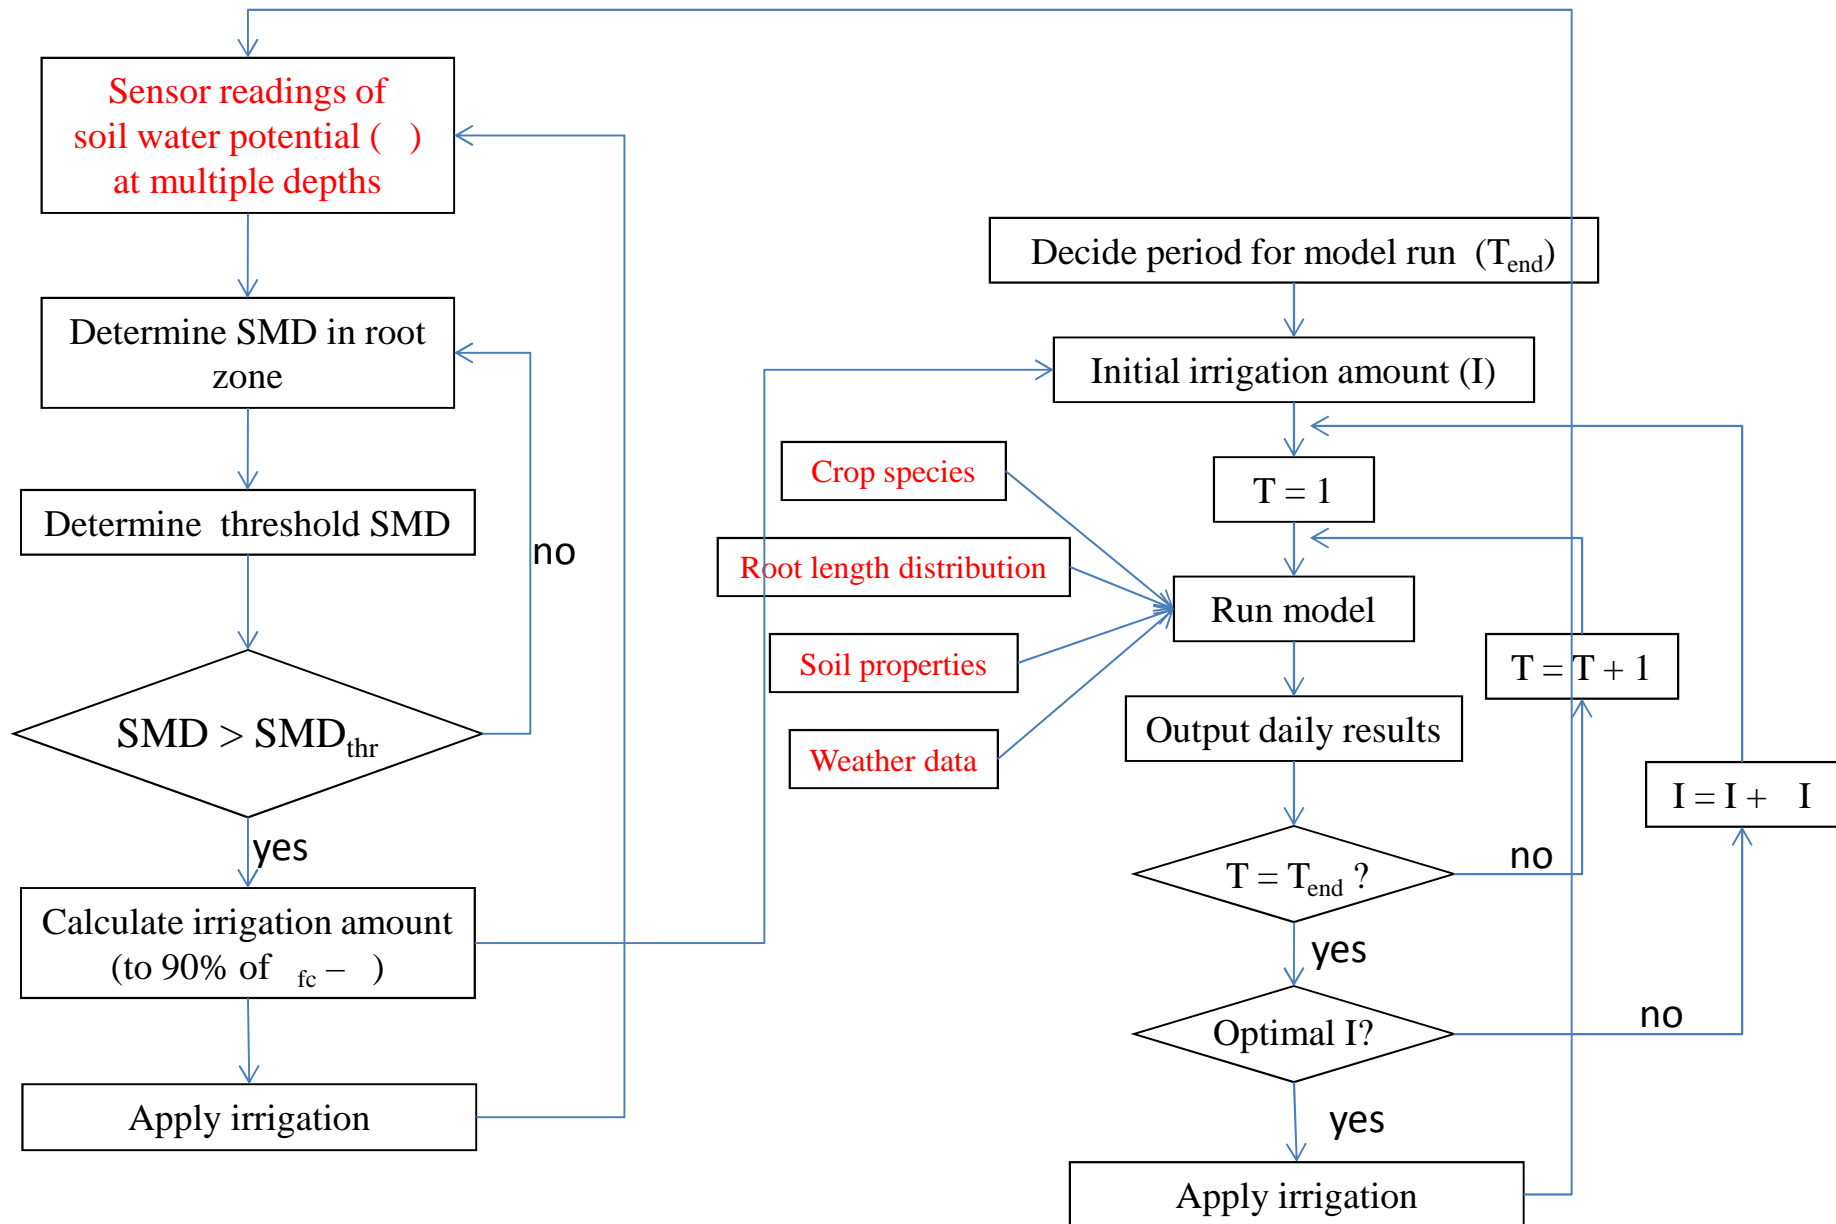 Sensor readings of
soil water potential ( )
at multiple depths
Determine SMD in root
zone
Determine threshold SMD
no
SMD > SMDthr
yes
Calculate irrigation amount
(to 90% of fc – )
Apply irrigation
Decide period for model run (Tend)
Initial irrigation amount (I)
T = 1
Crop species
Root length distribution
Soil properties
Weather data
Run model
Output daily results
T = T + 1
I = I + I
T = Tend ?
no
yes
Optimal I?
no
yes
Apply irrigation